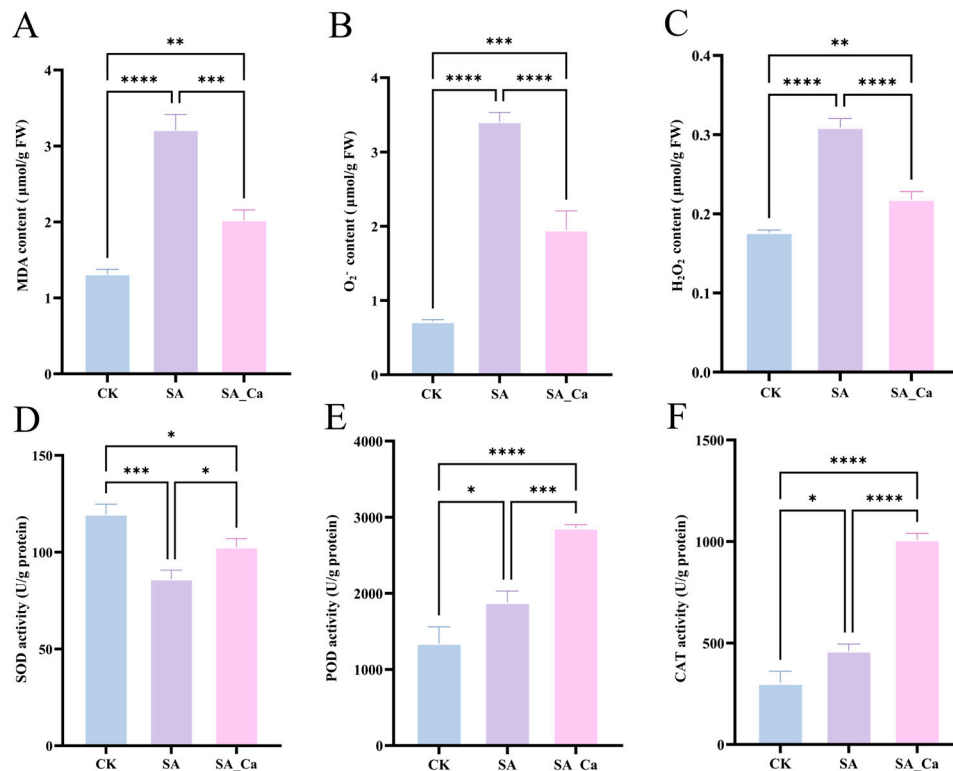 A
**
**** ***
MDA content (μmol/g FW)
4
3
2
1
0
CK SA SA_Ca
B
***
**** ****
O₂⁻ content (μmol/g FW)
4
3
2
1
0
CK SA SA_Ca
C
**
**** ****
H₂O₂ content (μmol/g FW)
0.4
0.3
0.2
0.1
0.0
CK SA SA_Ca
D
*
*** *
SOD activity (U/g protein)
150
100
50
0
CK SA SA_Ca
E
****
* ***
POD activity (U/g protein)
4000
3000
2000
1000
0
CK SA SA_Ca
F
****
* ****
CAT activity (U/g protein)
1500
1000
500
0
CK SA SA_Ca